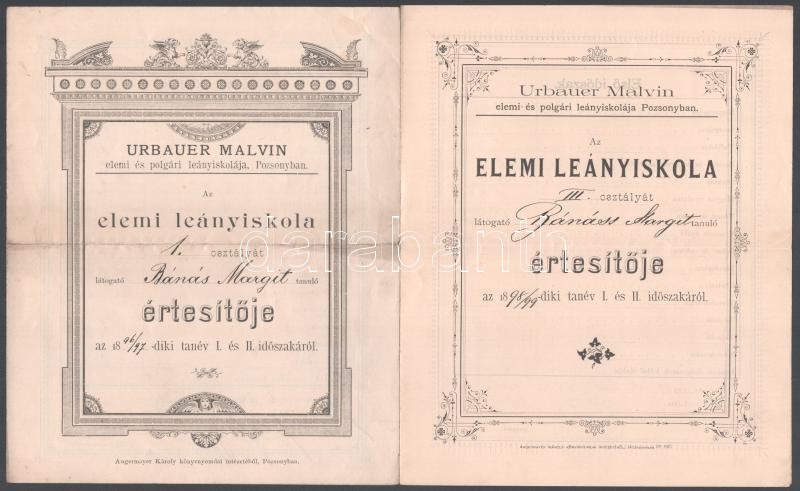 URBAUER MALVIN
elemi és polgári leányiskolája, Pozsonyban.
Az
elemi leányiskola
1. osztályát
látogató Bánás Margit tanuló
értesítője
az 1896/97-diki tanév I. és II. időszakáról.
Angermayer Károly könyvnyomdai intézetéből, Pozsonyban.
Urbauer Malvin
elemi- és polgári leányiskolája Pozsonyban.
Az
ELEMI LEÁNYISKOLA
III. osztályát
látogató Bánáss Margit tanuló
értesítője
az 1898/99-diki tanév I. és II. időszakáról.
darabanth